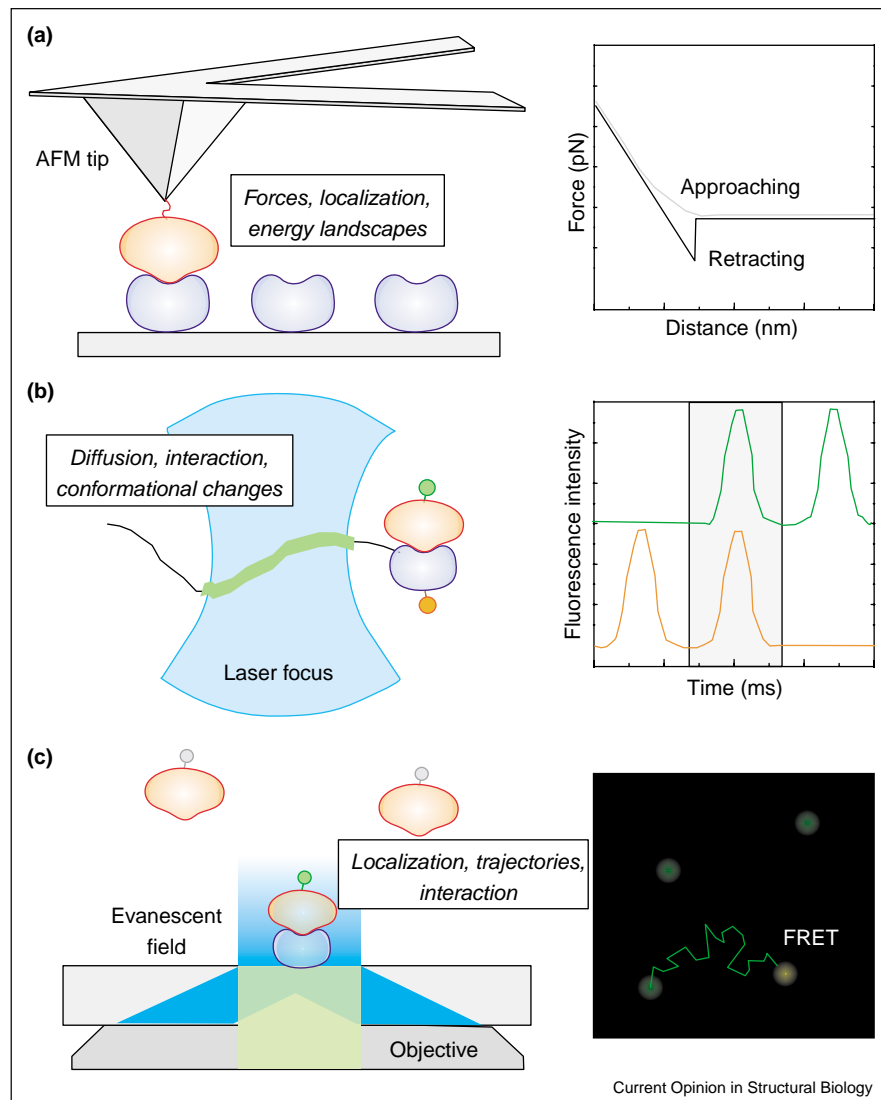 (a)
AFM tip
Forces, localization,
energy landscapes
Force (pN)
Approaching
Retracting
Distance (nm)
(b)
Diffusion, interaction,
conformational changes
Laser focus
Fluorescence intensity
Time (ms)
(c)
Localization, trajectories,
interaction
Evanescent
field
Objective
FRET
Current Opinion in Structural Biology